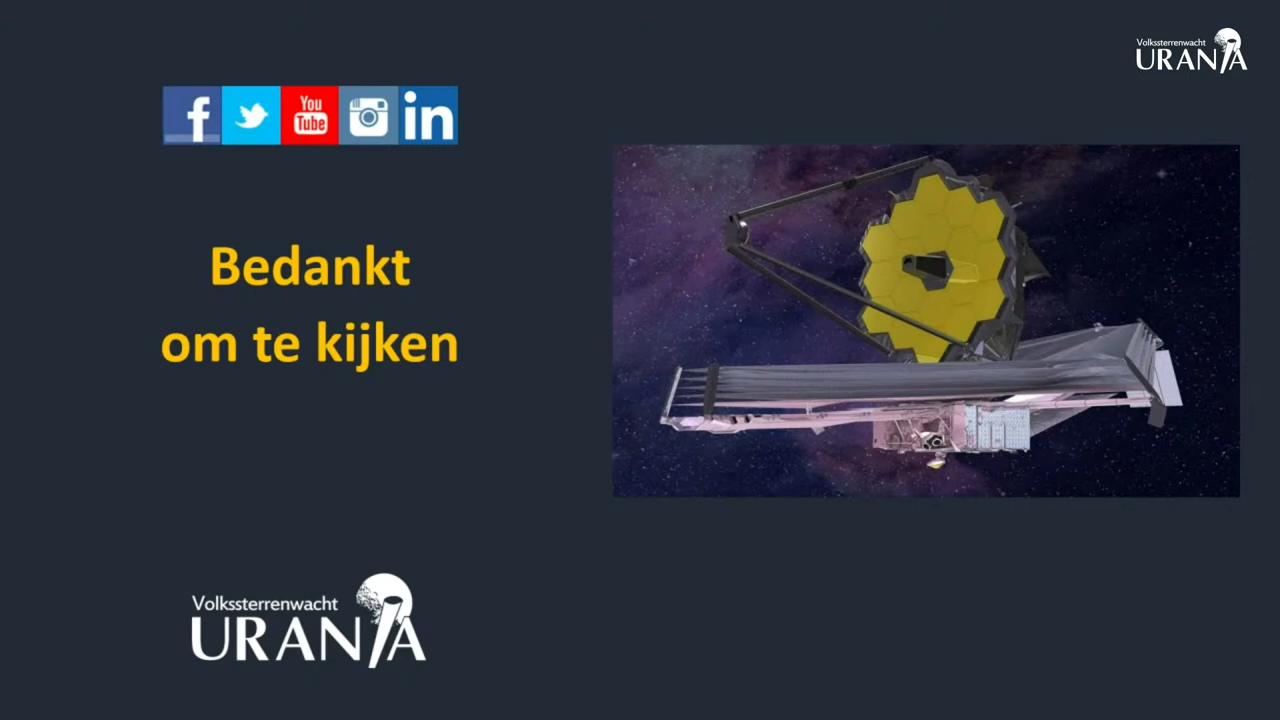 Volkssterrenwacht
URANIA
f
You
Tube
in
Bedankt
om te kijken
Volkssterrenwacht
URANIA